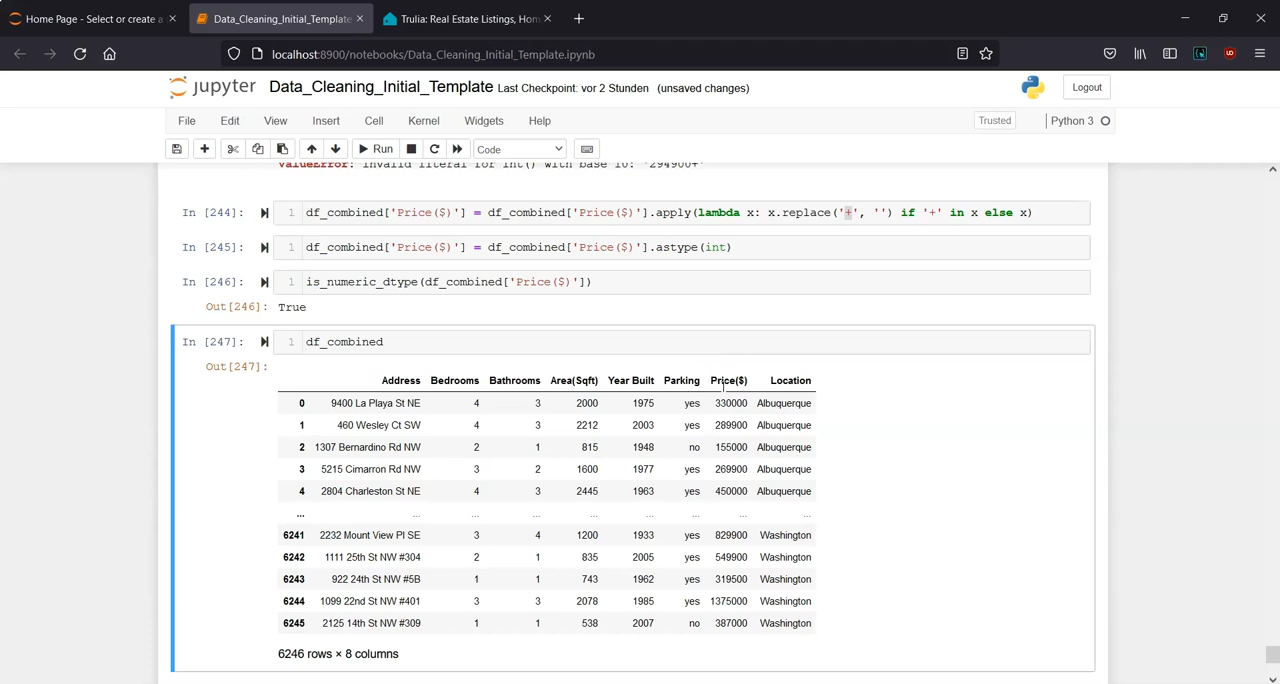 Home Page - Select or create a
Data_Cleaning_Initial_Template
Trulia: Real Estate Listings, Hom
localhost:8900/notebooks/Data_Cleaning_Initial_Template.ipynb
jupyter Data_Cleaning_Initial_Template Last Checkpoint: vor 2 Stunden (unsaved changes) Logout
File Edit View Insert Cell Kernel Widgets Help Trusted Python 3
Run Code
ValueError: invalid literal for int() with base 10: '294900+'
In [244]: 1 df_combined['Price($)'] = df_combined['Price($)'].apply(lambda x: x.replace('+', '') if '+' in x else x)
In [245]: 1 df_combined['Price($)'] = df_combined['Price($)'].astype(int)
In [246]: 1 is_numeric_dtype(df_combined['Price($)'])
Out[246]: True
In [247]: 1 df_combined
Out[247]:
Address Bedrooms Bathrooms Area(Sqft) Year Built Parking Price($) Location
0 9400 La Playa St NE 4 3 2000 1975 yes 330000 Albuquerque
1 460 Wesley Ct SW 4 3 2212 2003 yes 289900 Albuquerque
2 1307 Bernardino Rd NW 2 1 815 1948 no 155000 Albuquerque
3 5215 Cimarron Rd NW 3 2 1600 1977 yes 269900 Albuquerque
4 2804 Charleston St NE 4 3 2445 1963 yes 450000 Albuquerque
... ... ... ... ... ... ... ... ...
6241 2232 Mount View Pl SE 3 4 1200 1933 yes 829900 Washington
6242 1111 25th St NW #304 2 1 835 2005 yes 549900 Washington
6243 922 24th St NW #5B 1 1 743 1962 yes 319500 Washington
6244 1099 22nd St NW #401 3 3 2078 1985 yes 1375000 Washington
6245 2125 14th St NW #309 1 1 538 2007 no 387000 Washington
6246 rows × 8 columns